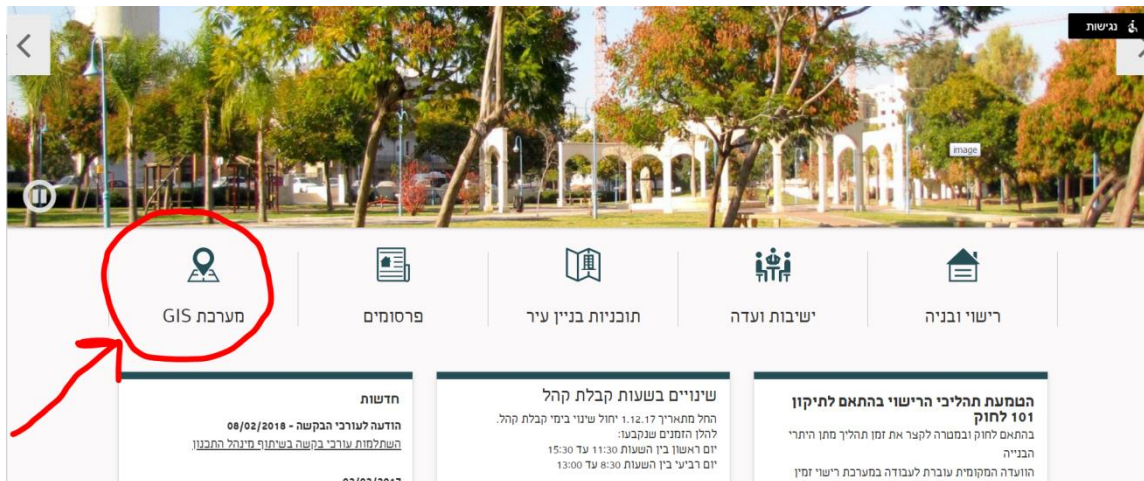 נגישות
image
רישוי ובניה
ישיבות ועדה
תוכניות בניין עיר
פרסומים
מערכת GIS
הטמעת תהליכי הרישוי בהתאם לתיקון
101 לחוק
בהתאם לחוק ובמטרה לקצר את זמן תהליך מתן היתרי
הבנייה
הוועדה המקומית עוברת לעבודה במערכת רישוי זמין
שינויים בשעות קבלת קהל
החל מתאריך 1.12.17 יחול שינוי בימי קבלת קהל.
להלן הזמנים שנקבעו:
יום ראשון בין השעות 11:30 עד 15:30
יום רביעי בין השעות 8:30 עד 13:00
חדשות
הודעה לעורכי הבקשה - 08/02/2018
השתלמות עורכי בקשה בשיתוף מינהל התכנון